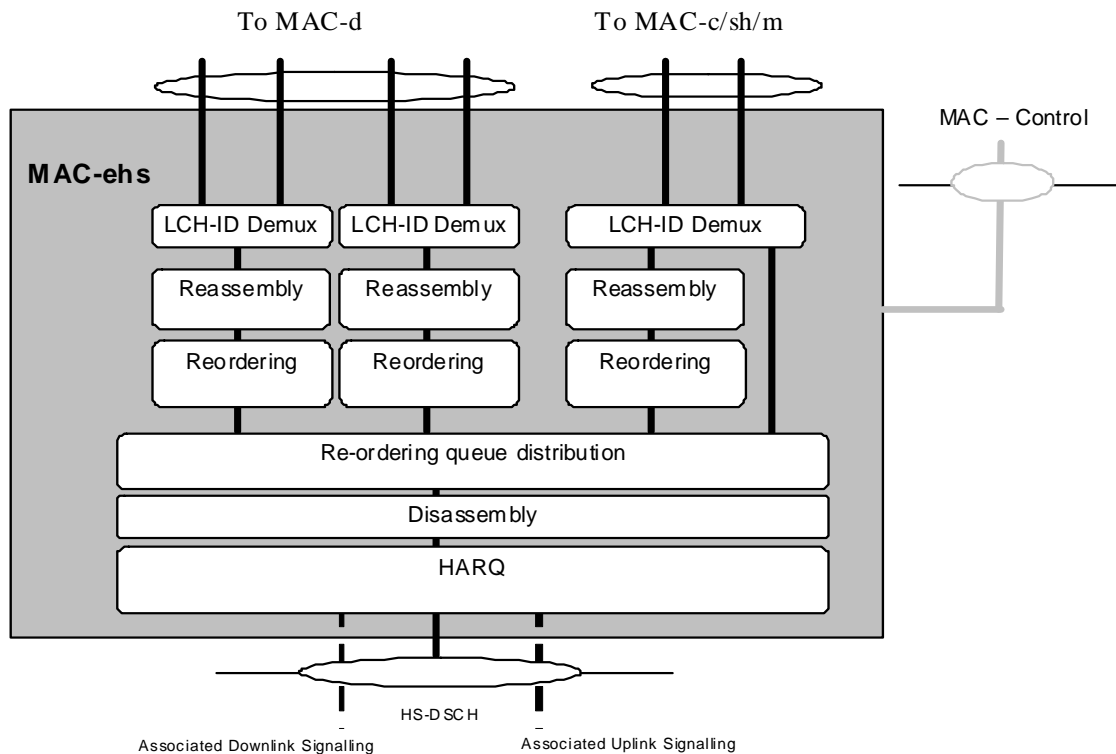 To MAC-d
To MAC-c/sh/m
MAC – Control
MAC-ehs
LCH-ID Demux
LCH-ID Demux
LCH-ID Demux
Reassembly
Reassembly
Reassembly
Reordering
Reordering
Reordering
Re-ordering queue distribution
Disassembly
HARQ
HS-DSCH
Associated Downlink Signalling
Associated Uplink Signalling